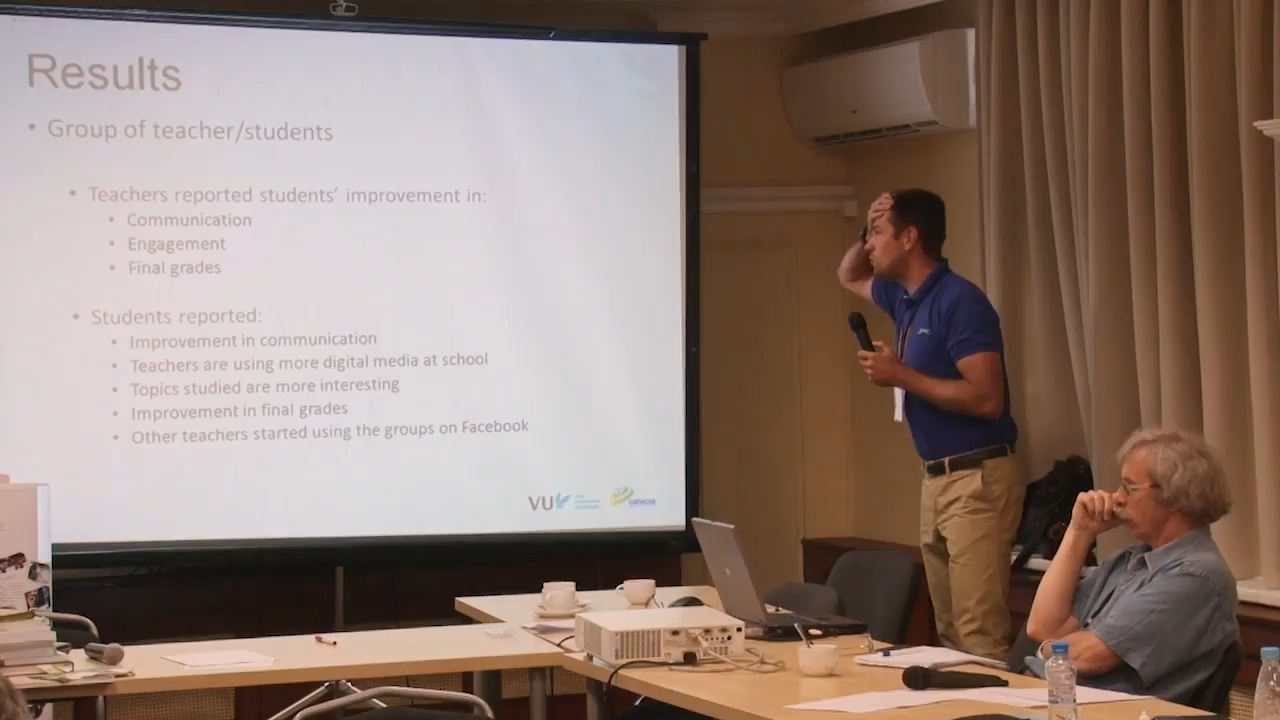 Results
• Group of teacher/students
• Teachers reported students' improvement in:
• Communication
• Engagement
• Final grades
• Students reported:
• Improvement in communication
• Teachers are using more digital media at school
• Topics studied are more interesting
• Improvement in final grades
• Other teachers started using the groups on Facebook
VU